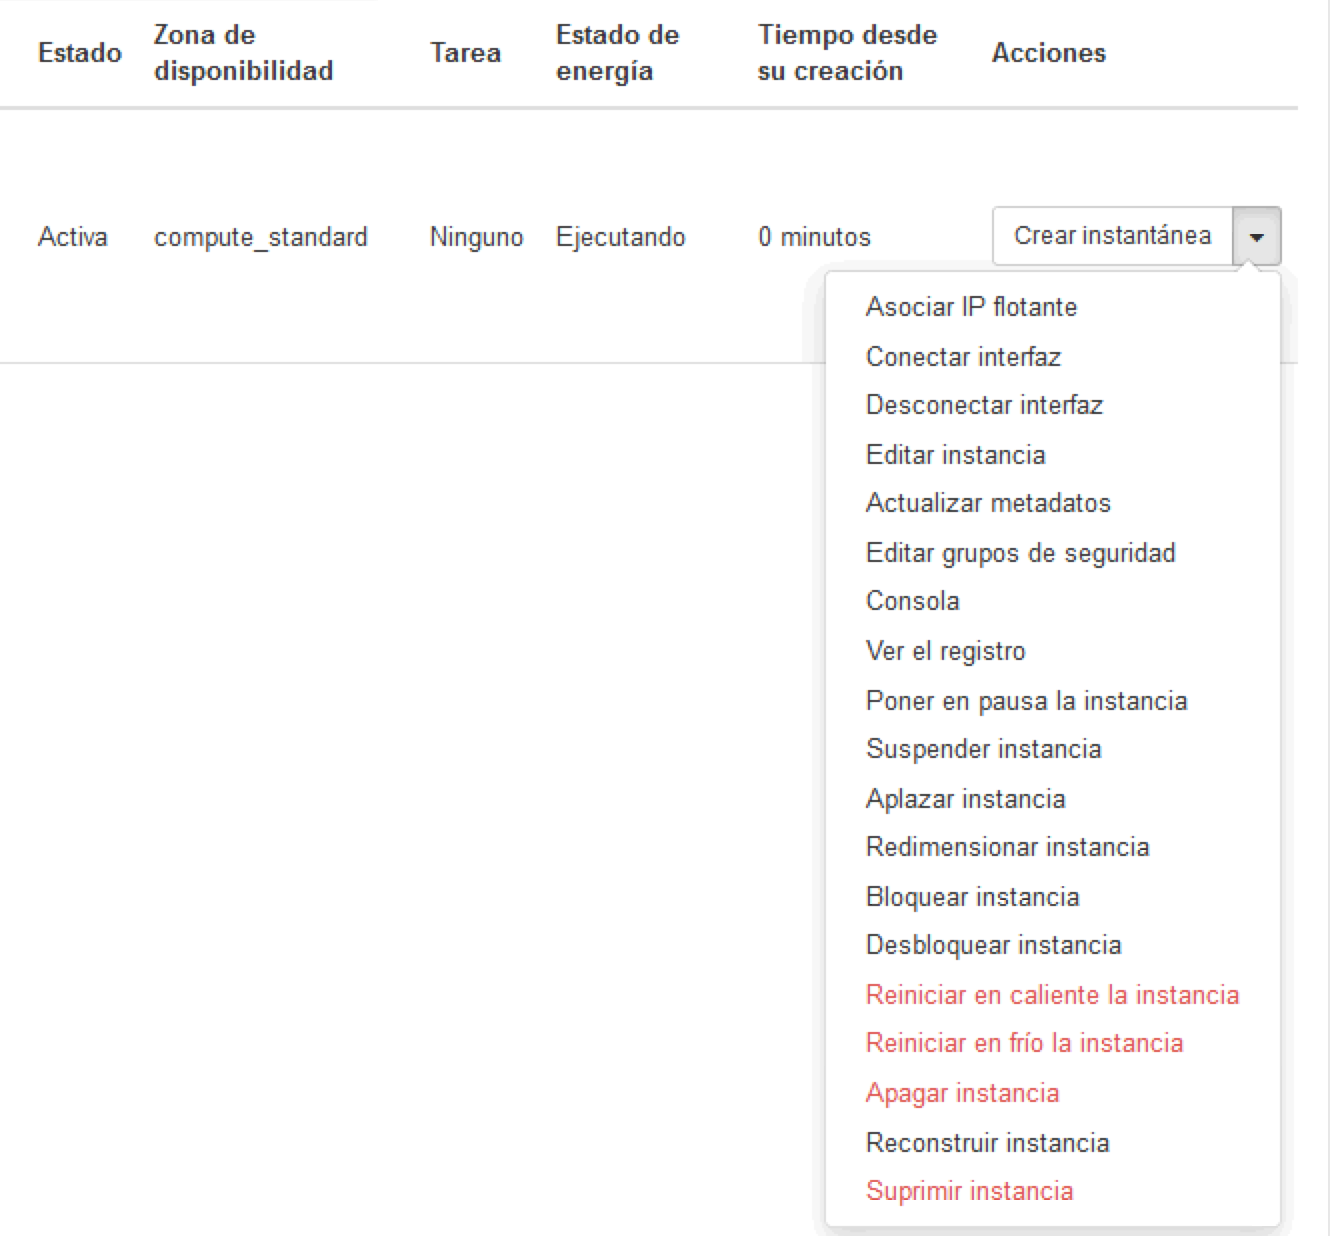 Estado
Zona de
disponibilidad
Tarea
Estado de
energía
Tiempo desde
su creación
Acciones
Activa
compute_standard
Ninguno
Ejecutando
0 minutos
Crear instantánea
Asociar IP flotante
Conectar interfaz
Desconectar interfaz
Editar instancia
Actualizar metadatos
Editar grupos de seguridad
Consola
Ver el registro
Poner en pausa la instancia
Suspender instancia
Aplazar instancia
Redimensionar instancia
Bloquear instancia
Desbloquear instancia
Reiniciar en caliente la instancia
Reiniciar en frío la instancia
Apagar instancia
Reconstruir instancia
Suprimir instancia